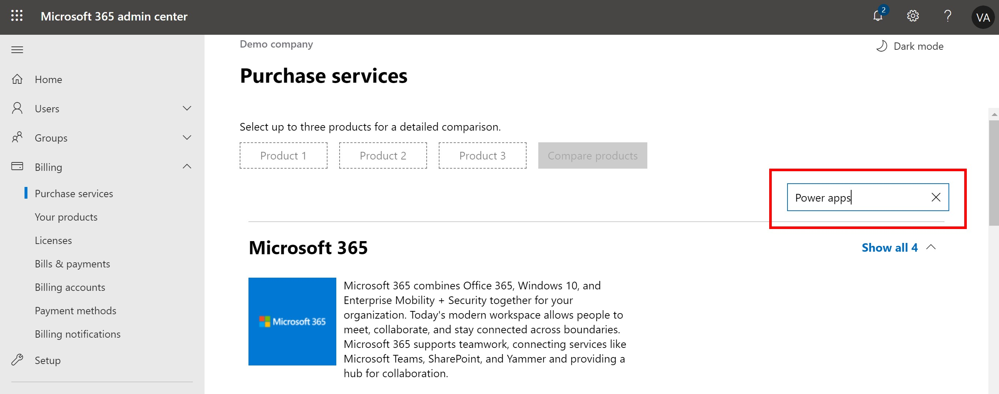 Microsoft 365 admin center
2
VA
Home
Users
Groups
Billing
Purchase services
Your products
Licenses
Bills & payments
Billing accounts
Payment methods
Billing notifications
Setup
Demo company
Dark mode
Purchase services
Select up to three products for a detailed comparison.
Product 1
Product 2
Product 3
Compare products
Power apps
Microsoft 365
Show all 4
Microsoft 365
Microsoft 365 combines Office 365, Windows 10, and
Enterprise Mobility + Security together for your
organization. Today's modern workspace allows people to
meet, collaborate, and stay connected across boundaries.
Microsoft 365 supports teamwork, connecting services like
Microsoft Teams, SharePoint, and Yammer and providing a
hub for collaboration.